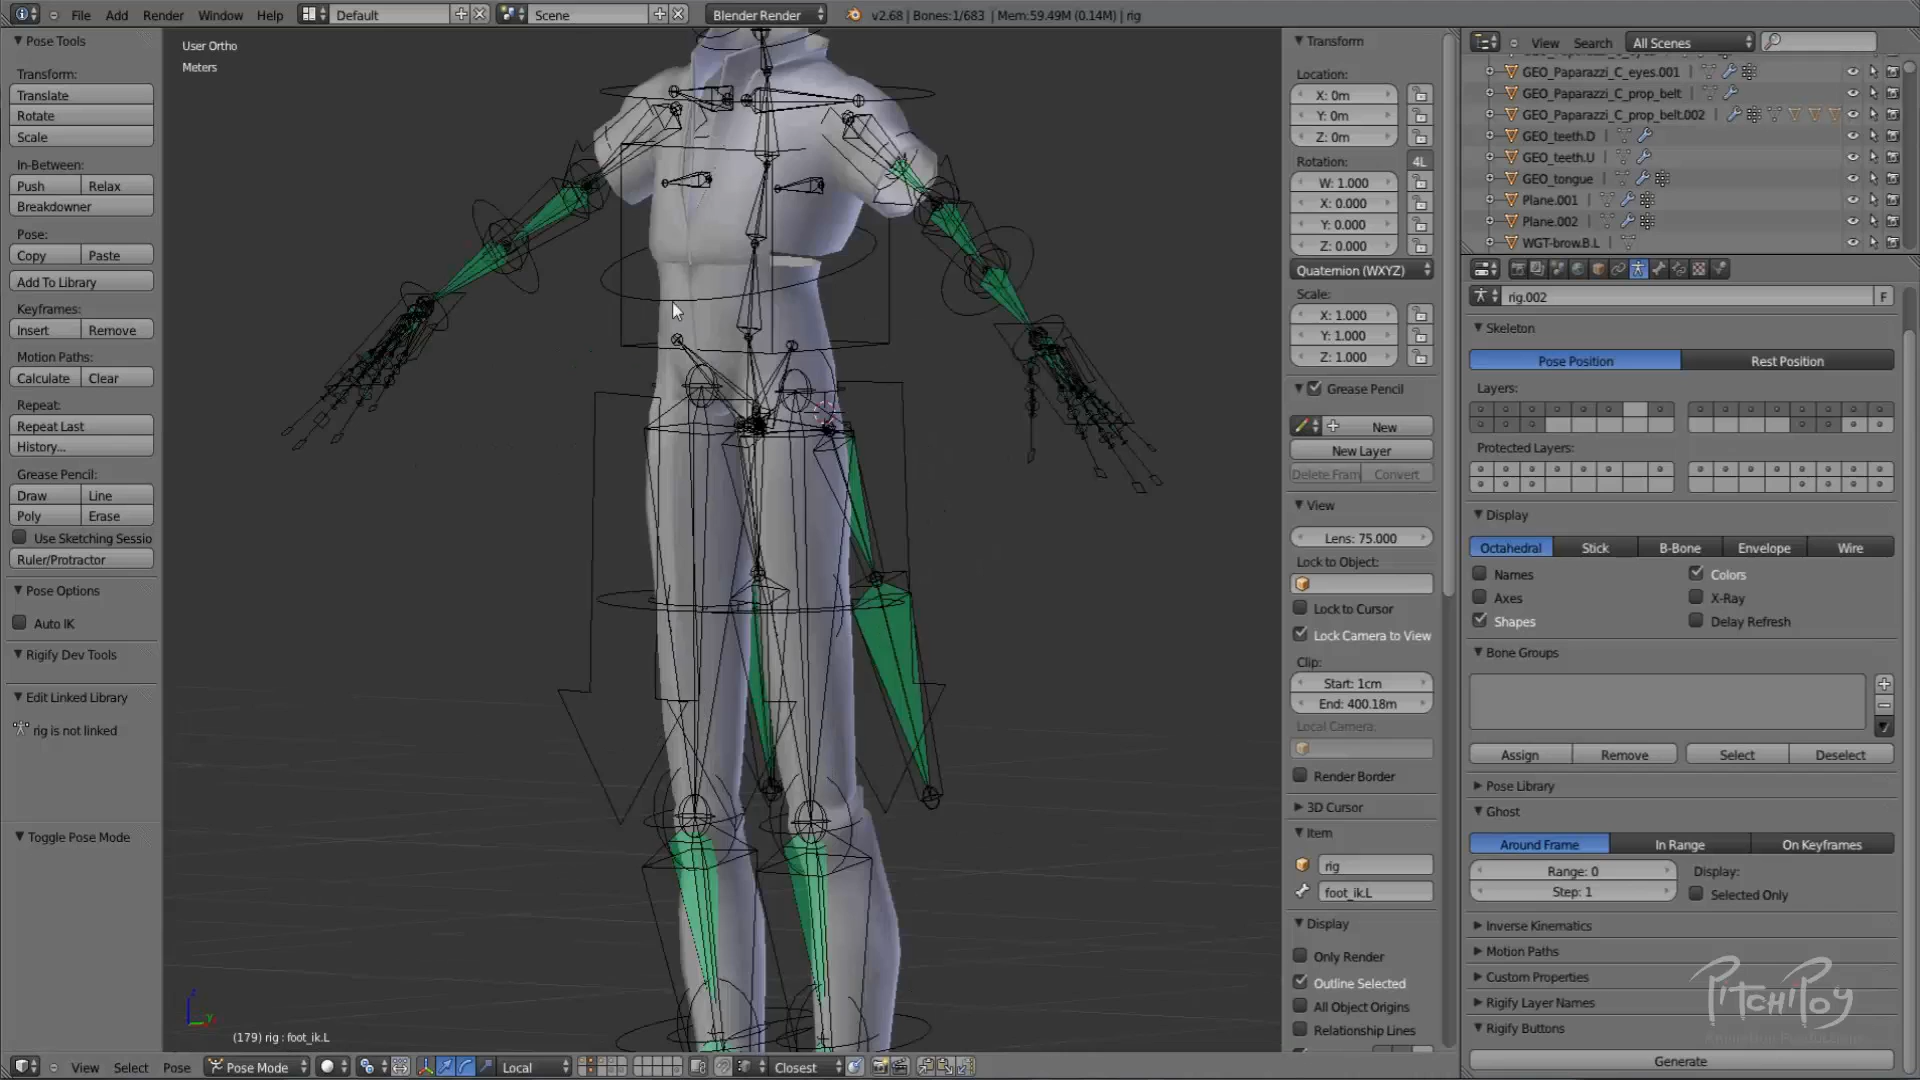 File Add Render Window Help Default Scene Blender Render v2.68 | Bones:1/683 | Mem:59.49M (0.14M) | rig
Pose Tools
Transform:
Translate
Rotate
Scale
In-Between:
Push Relax
Breakdowner
Pose:
Copy Paste
Add To Library
Keyframes:
Insert Remove
Motion Paths:
Calculate Clear
Repeat:
Repeat Last
History...
Grease Pencil:
Draw Line
Poly Erase
Use Sketching Sessio
Ruler/Protractor
Pose Options
Auto IK
Rigify Dev Tools
Edit Linked Library
rig is not linked
Toggle Pose Mode
User Ortho
Meters
z
y
(179) rig : foot_ik.L
View Select Pose Pose Mode Local Closest
Transform
Location:
X: 0m
Y: 0m
Z: 0m
Rotation: 4L
W: 1.000
X: 0.000
Y: 0.000
Z: 0.000
Quaternion (WXYZ)
Scale:
X: 1.000
Y: 1.000
Z: 1.000
Grease Pencil
New
New Layer
Delete Fram Convert
View
Lens: 75.000
Lock to Object:
Lock to Cursor
Lock Camera to View
Clip:
Start: 1cm
End: 400.18m
Local Camera:
Render Border
3D Cursor
Item
rig
foot_ik.L
Display
Only Render
Outline Selected
All Object Origins
Relationship Lines
View Search All Scenes
GEO_Paparazzi_C_eyes.001
GEO_Paparazzi_C_prop_belt
GEO_Paparazzi_C_prop_belt.002
GEO_teeth.D
GEO_teeth.U
GEO_tongue
Plane.001
Plane.002
WGT-brow.B.L
rig.002 F
Skeleton
Pose Position Rest Position
Layers:
Protected Layers:
Display
Octahedral Stick B-Bone Envelope Wire
Names Colors
Axes X-Ray
Shapes Delay Refresh
Bone Groups
Assign Remove Select Deselect
Pose Library
Ghost
Around Frame In Range On Keyframes
Range: 0 Display:
Step: 1 Selected Only
Inverse Kinematics
Motion Paths
Custom Properties
Rigify Layer Names
Rigify Buttons
Generate
PitchiPoy